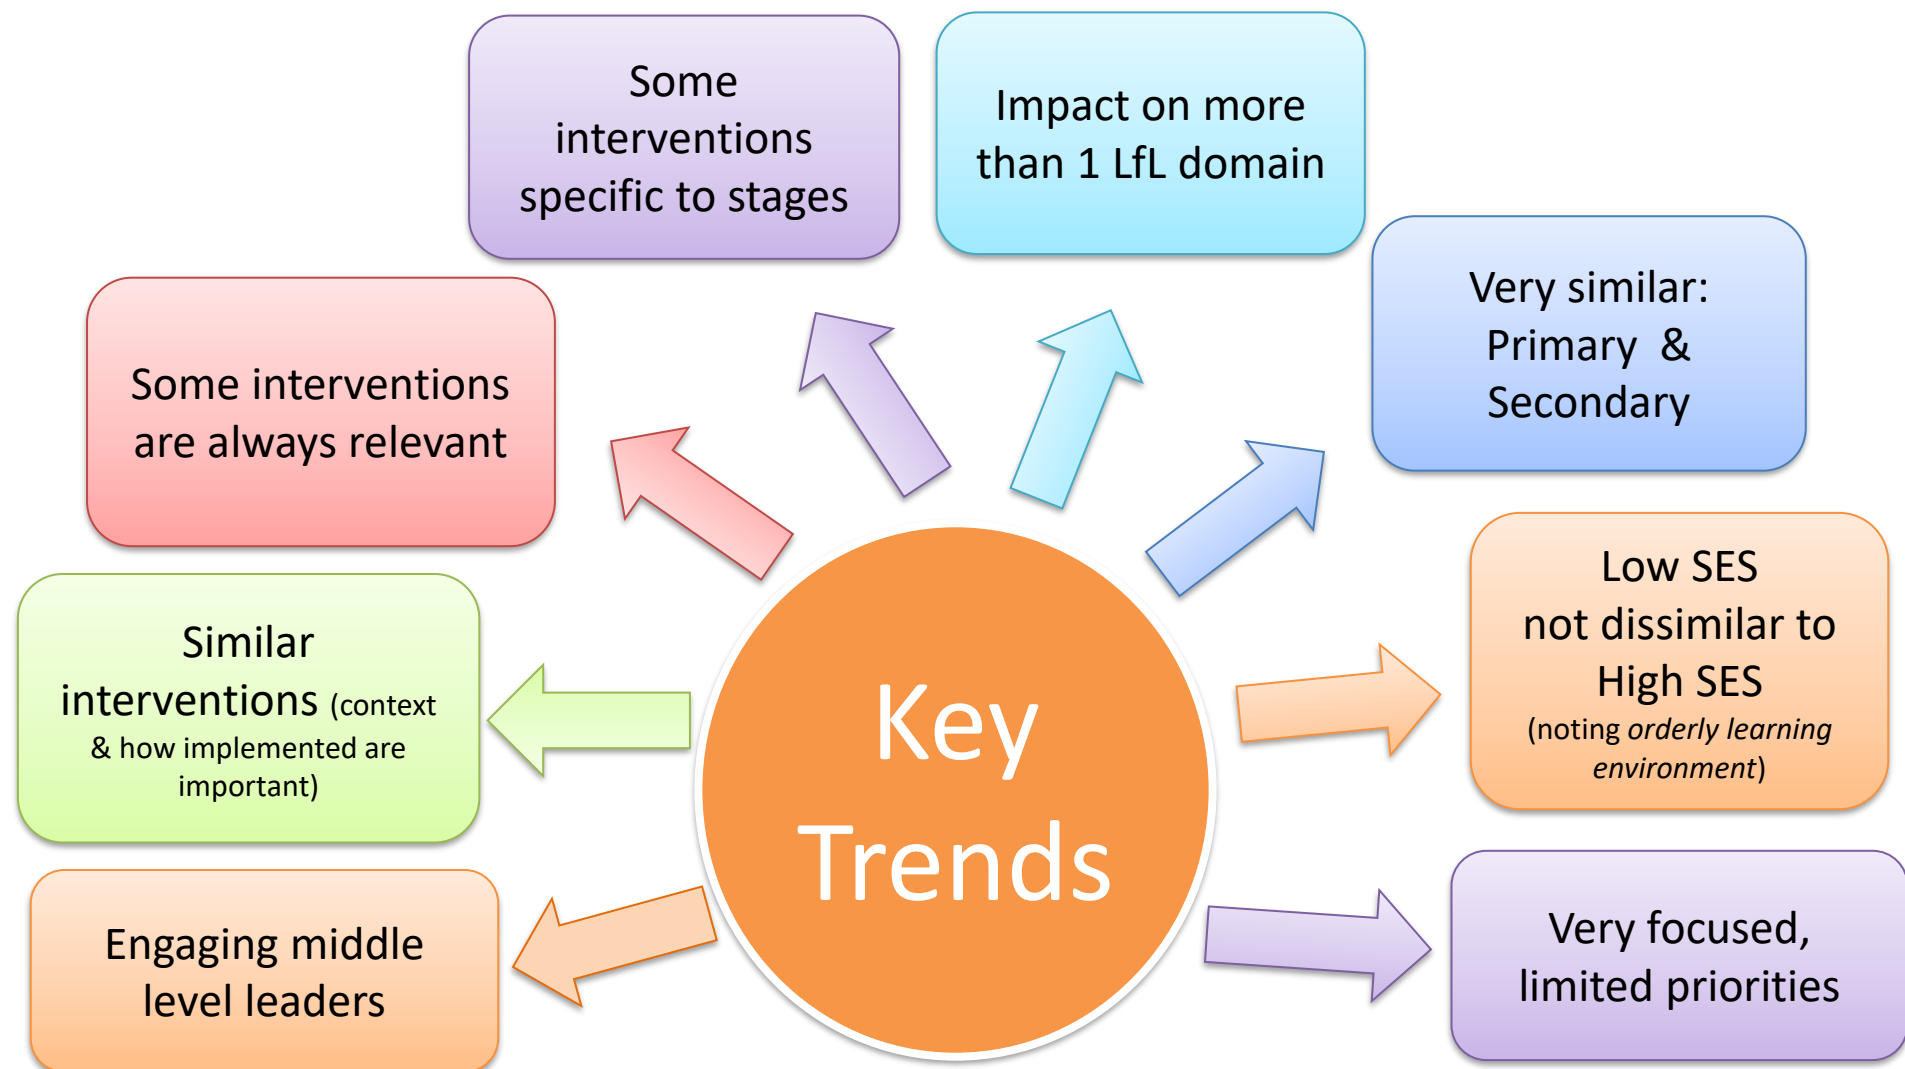 Some
interventions
specific to stages
Impact on more
than 1 LfL domain
Very similar:
Primary & 
Secondary
Some interventions
are always relevant
Low SES
not dissimilar to
High SES
(noting orderly learning
environment)
Similar
interventions (context
& how implemented are
important)
Key
Trends
Engaging middle
level leaders
Very focused,
limited priorities